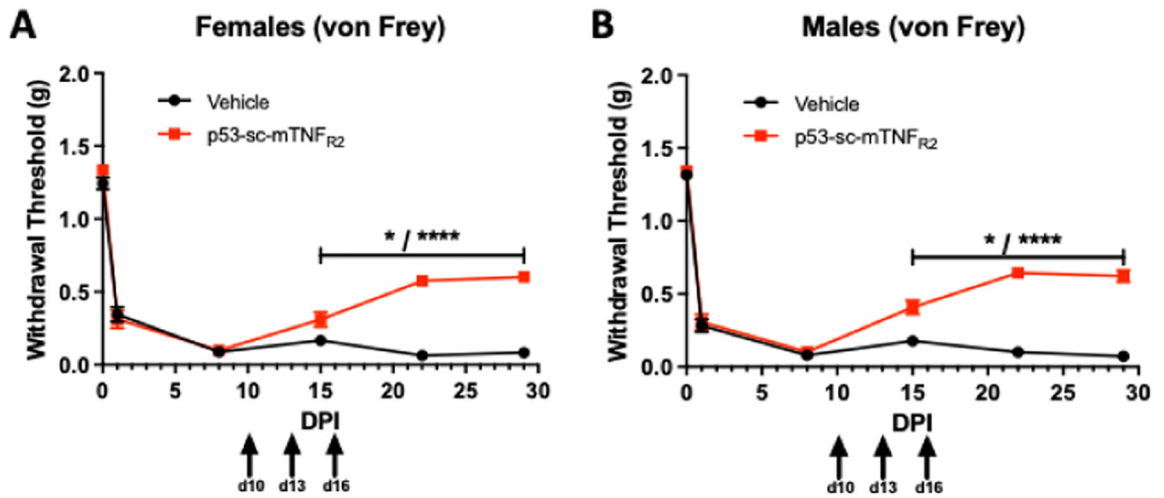 A
Females (von Frey)
Withdrawal Threshold (g)
2.0
1.5
1.0
0.5
0.0
Vehicle
p53-sc-mTNFR2
* / ****
0 5 10 15 20 25 30
DPI
d10 d13 d16
B
Males (von Frey)
Withdrawal Threshold (g)
2.0
1.5
1.0
0.5
0.0
Vehicle
p53-sc-mTNFR2
* / ****
0 5 10 15 20 25 30
DPI
d10 d13 d16